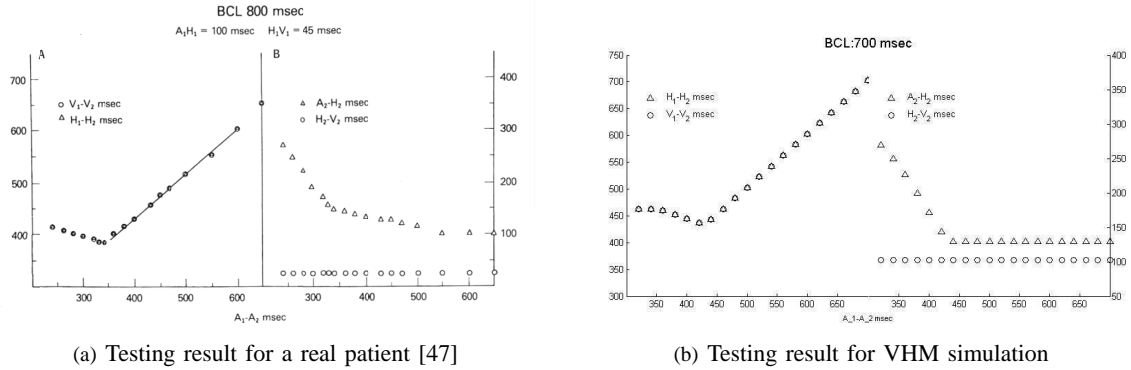 BCL 800 msec
A₁H₁ = 100 msec H₁V₁ = 45 msec
A
B
700
600
500
400
○ V₁-V₂ msec
△ H₁-H₂ msec
△ A₂-H₂ msec
○ H₂-V₂ msec
400
300
200
100
300 400 500 600 300 400 500 600
A₁-A₂ msec
(a) Testing result for a real patient [47]
BCL:700 msec
750
700
650
600
550
500
450
400
350
300
△ H₁-H₂ msec
○ V₁-V₂ msec
△ A₂-H₂ msec
○ H₂-V₂ msec
400
350
300
250
200
150
100
50
350 400 450 500 550 600 650 350 400 450 500 550 600 650
A_1-A_2 msec
(b) Testing result for VHM simulation